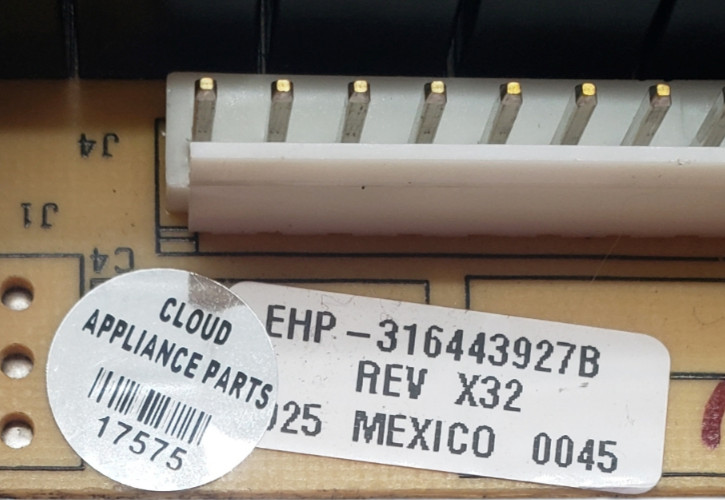 J4
J1
C4
CLOUD
APPLIANCE PARTS
17575
EHP-316443927B
REV X32
025 MEXICO 0045